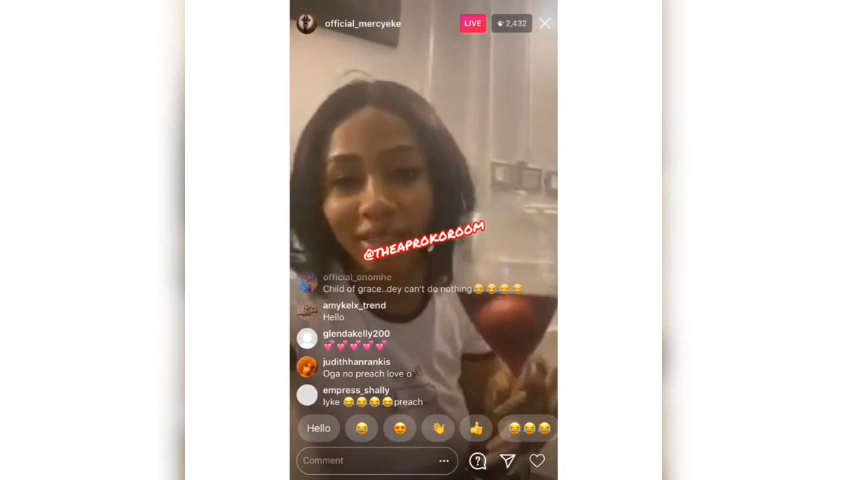 official_mercyeke
LIVE
2,432
@THEAPROKOROOM
official_onomhe
Child of grace..dey can't do nothing😂😂😂😂
amykelx_trend
Hello
glendakelly200
💕💕💕💕💕
judithhanrankis
Oga no preach love o
empress_shally
Iyke 😂😂😂😂preach
Hello
😂
😍
👋
👍
😂😂😂
Comment